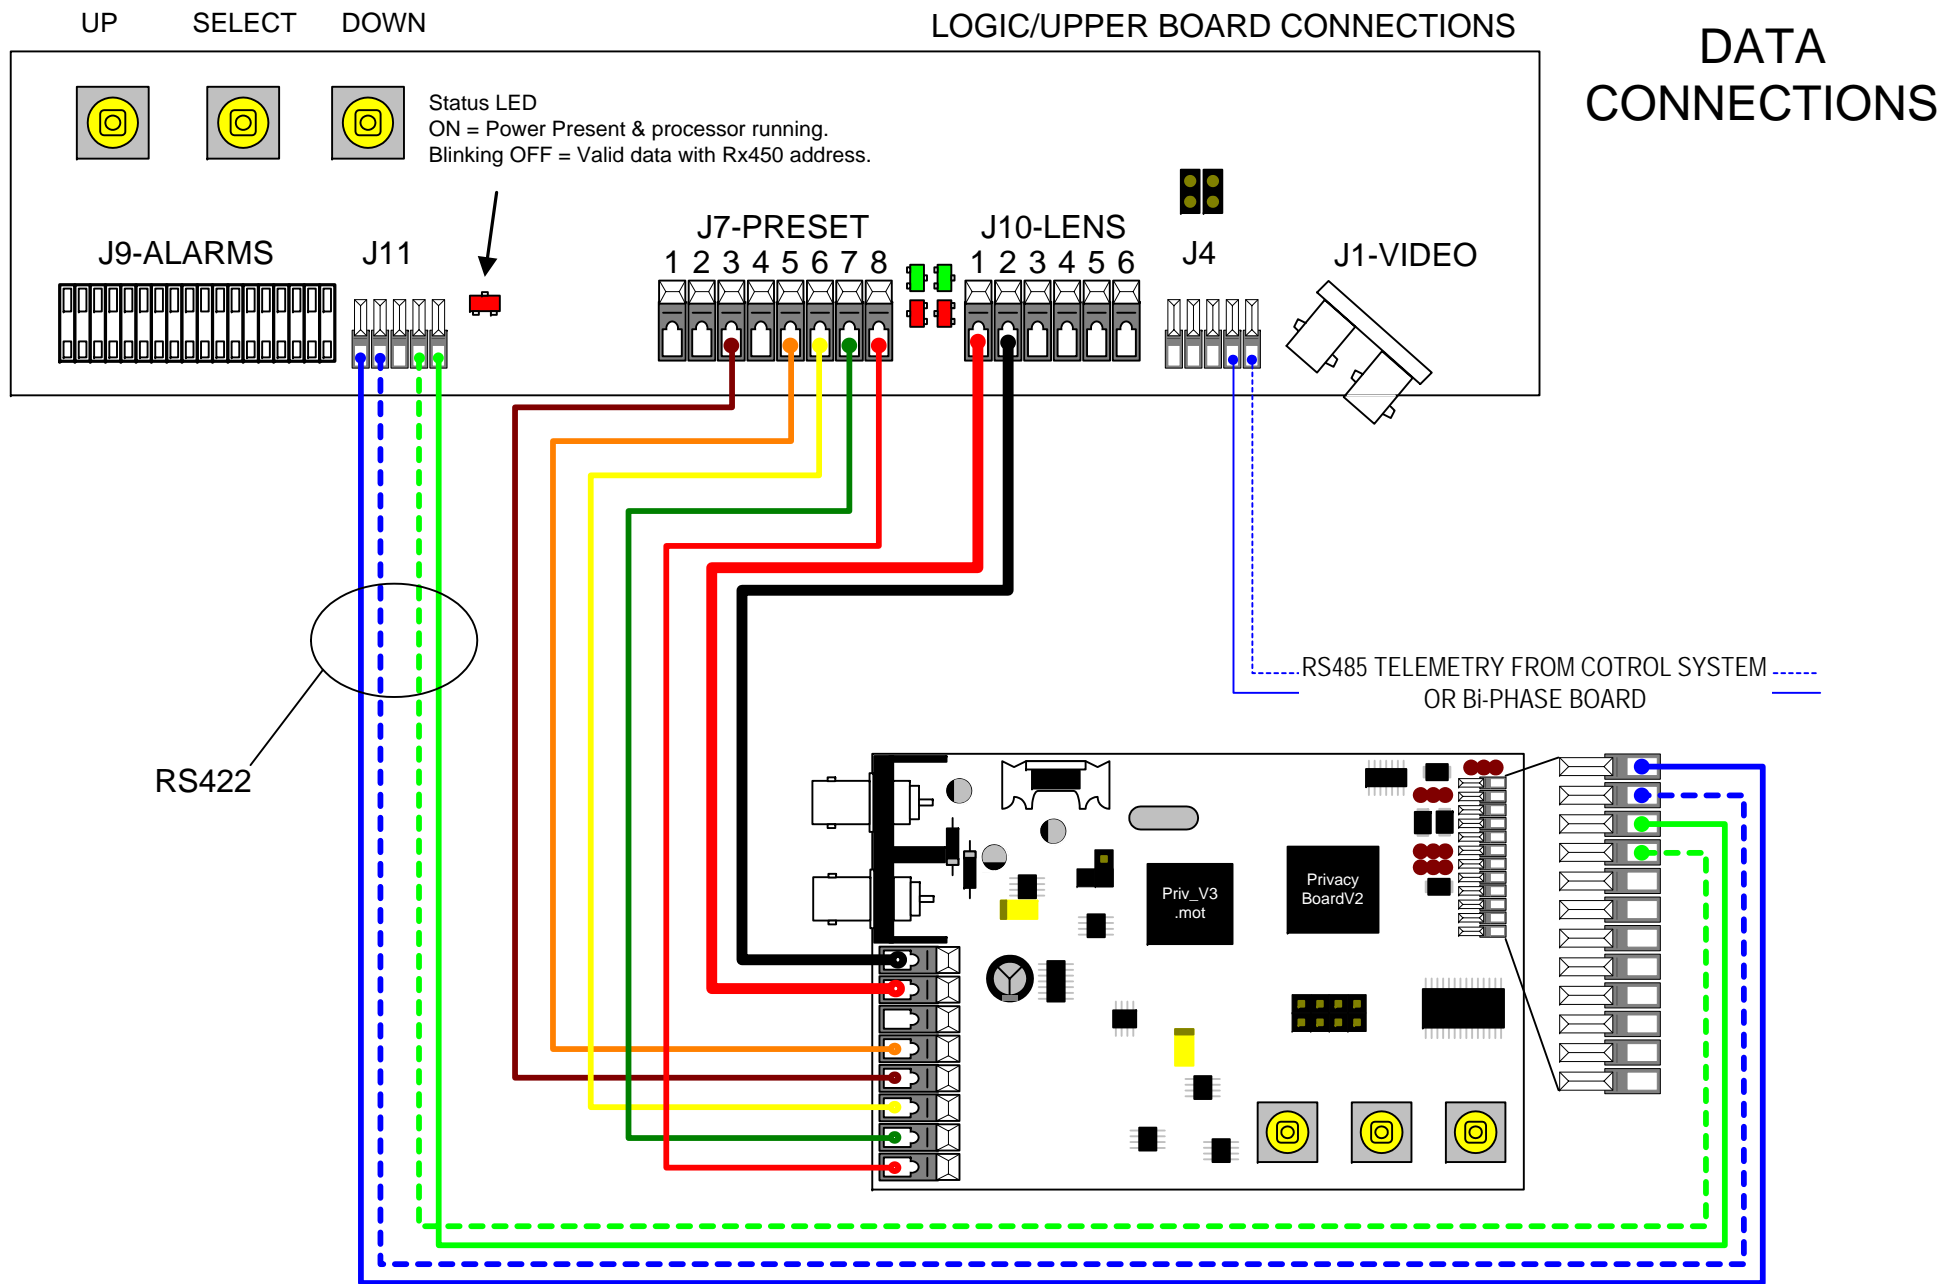 UP SELECT DOWN
LOGIC/UPPER BOARD CONNECTIONS
DATA
CONNECTIONS
Status LED
ON = Power Present & processor running.
Blinking OFF = Valid data with Rx450 address.
J9-ALARMS
J11
J7-PRESET
1 2 3 4 5 6 7 8
J10-LENS
1 2 3 4 5 6
J4
J1-VIDEO
RS485 TELEMETRY FROM COTROL SYSTEM
OR Bi-PHASE BOARD
RS422
Priv_V3
.mot
Privacy
BoardV2